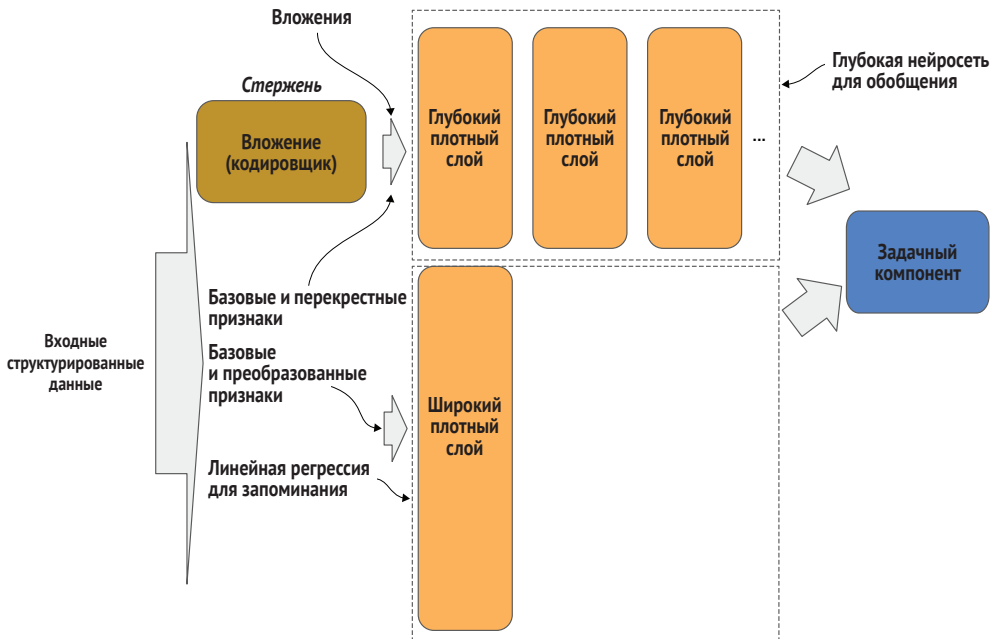 Вложения
Стержень
Вложение
(кодировщик)
Глубокий
плотный
слой
Глубокий
плотный
слой
Глубокий
плотный
слой
...
Глубокая нейросеть
для обобщения
Задачный
компонент
Базовые и перекрестные
признаки
Входные
структурированные
данные
Базовые
и преобразованные
признаки
Широкий
плотный
слой
Линейная регрессия
для запоминания